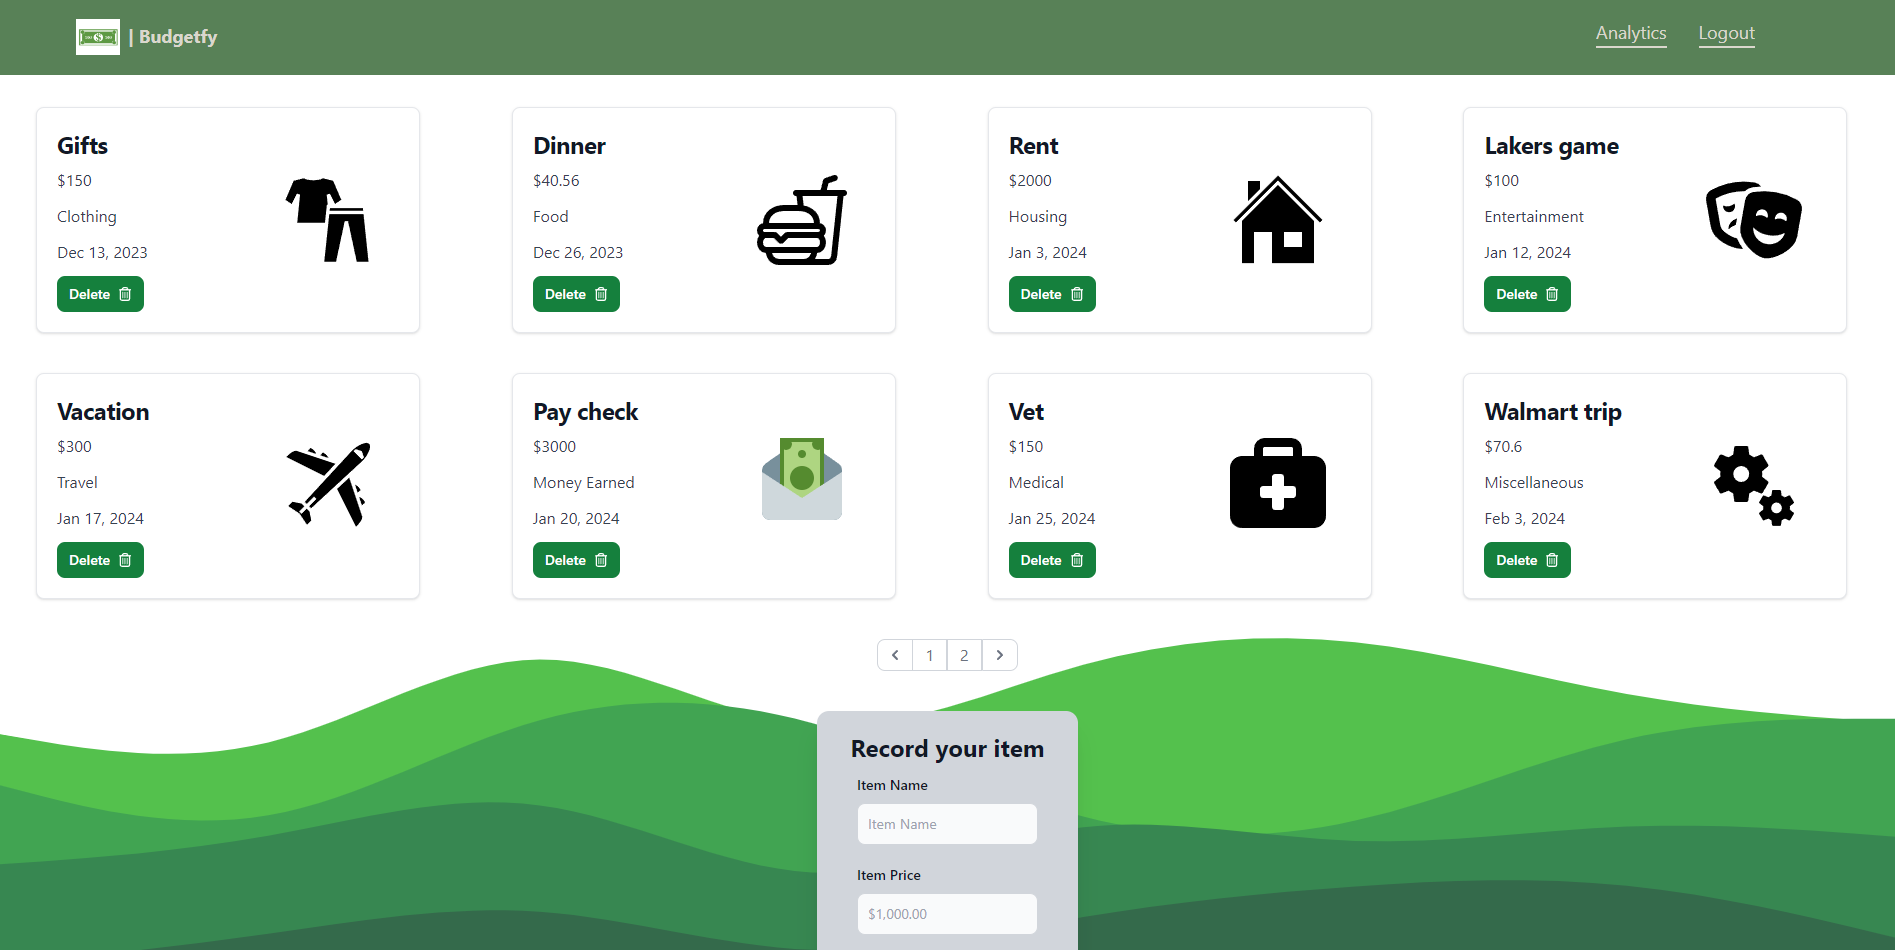 | Budgetfy
Analytics Logout
Gifts
$150
Clothing
Dec 13, 2023
Delete
Dinner
$40.56
Food
Dec 26, 2023
Delete
Rent
$2000
Housing
Jan 3, 2024
Delete
Lakers game
$100
Entertainment
Jan 12, 2024
Delete
Vacation
$300
Travel
Jan 17, 2024
Delete
Pay check
$3000
Money Earned
Jan 20, 2024
Delete
Vet
$150
Medical
Jan 25, 2024
Delete
Walmart trip
$70.6
Miscellaneous
Feb 3, 2024
Delete
1 2
Record your item
Item Name
Item Name
Item Price
$1,000.00